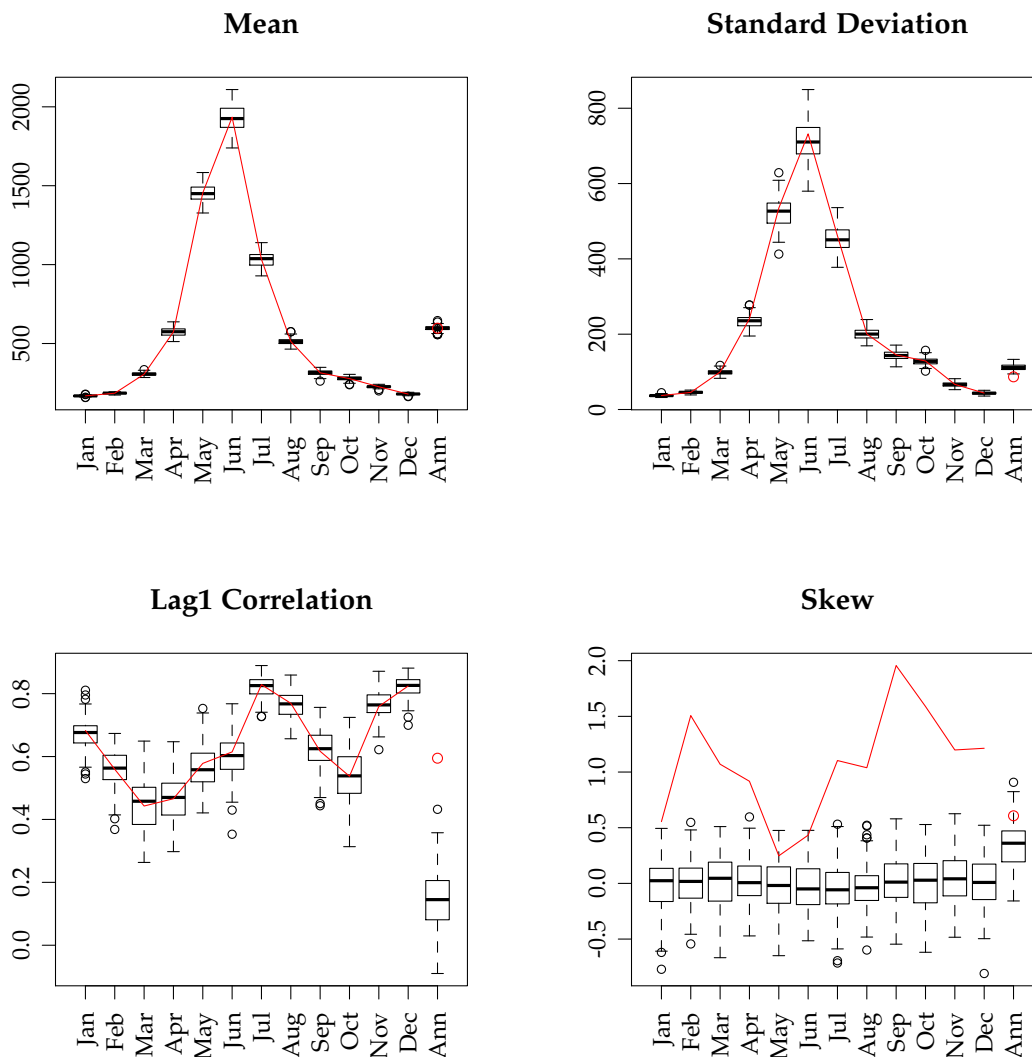 Mean
2000
1500
1000
500
Jan Feb Mar Apr May Jun Jul Aug Sep Oct Nov Dec Ann
Standard Deviation
800
600
400
200
0
Jan Feb Mar Apr May Jun Jul Aug Sep Oct Nov Dec Ann
Lag1 Correlation
0.8
0.6
0.4
0.2
0.0
Jan Feb Mar Apr May Jun Jul Aug Sep Oct Nov Dec Ann
Skew
2.0
1.5
1.0
0.5
0.0
-0.5
Jan Feb Mar Apr May Jun Jul Aug Sep Oct Nov Dec Ann